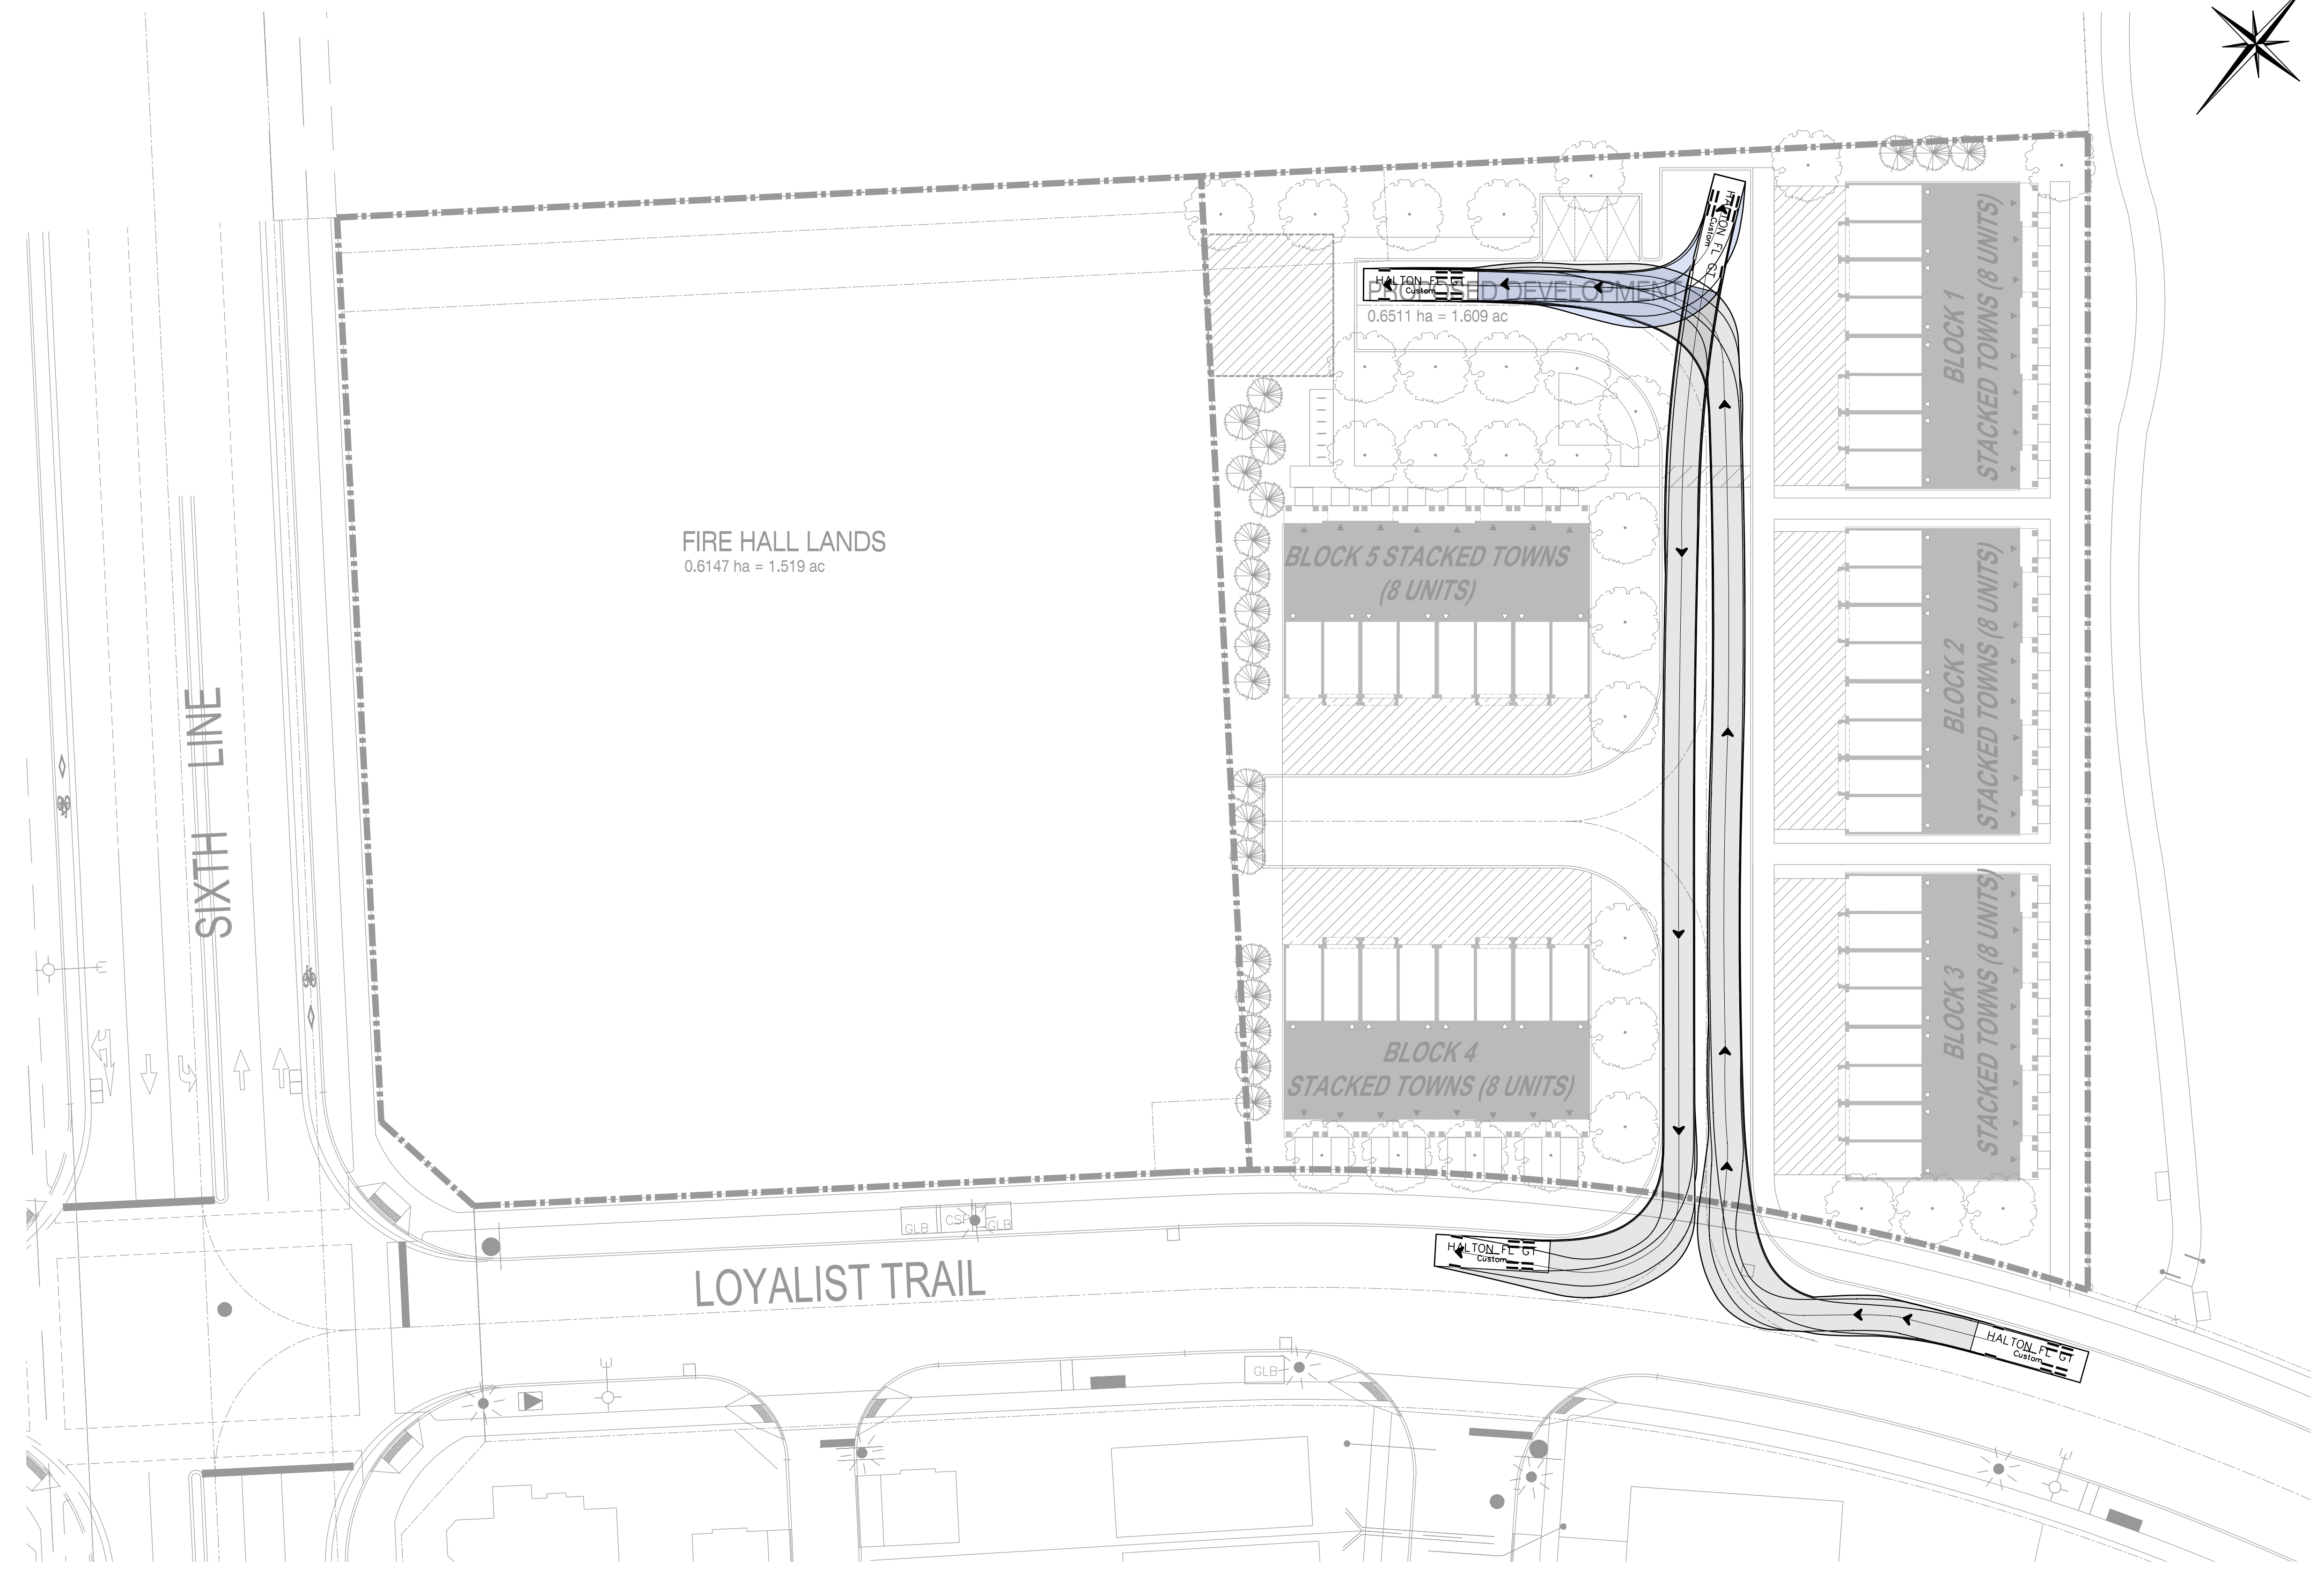 HALTON FL GT
Custom
HALTON FL GT
Custom
PROPOSED DEVELOPMENT
0.6511 ha = 1.609 ac
BLOCK 1
STACKED TOWNS (8 UNITS)
FIRE HALL LANDS
0.6147 ha = 1.519 ac
BLOCK 5 STACKED TOWNS
(8 UNITS)
BLOCK 2
STACKED TOWNS (8 UNITS)
SIXTH LINE
BLOCK 3
STACKED TOWNS (8 UNITS)
BLOCK 4
STACKED TOWNS (8 UNITS)
GLB
CSP
GLB
LOYALIST TRAIL
HALTON FL GT
Custom
HALTON FL GT
Custom
GLB